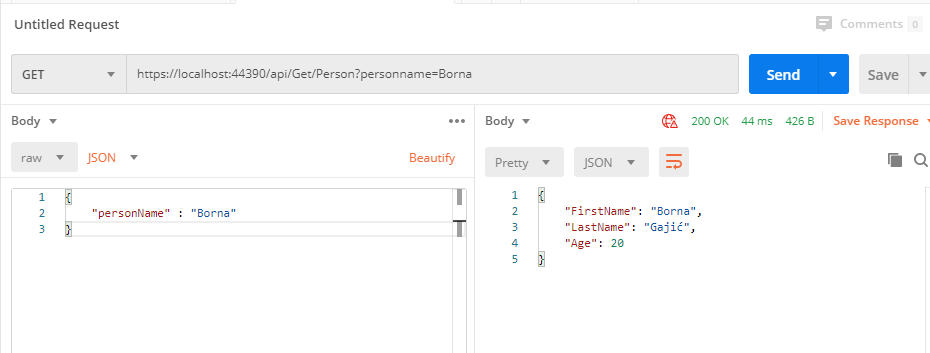 Untitled Request
Comments 0
GET https://localhost:44390/api/Get/Person?personname=Borna Send Save
Body
raw JSON Beautify
1 {
2 "personName" : "Borna"
3 }
Body 200 OK 44 ms 426 B Save Response
Pretty JSON
1 {
2 "FirstName": "Borna",
3 "LastName": "Gajić",
4 "Age": 20
5 }